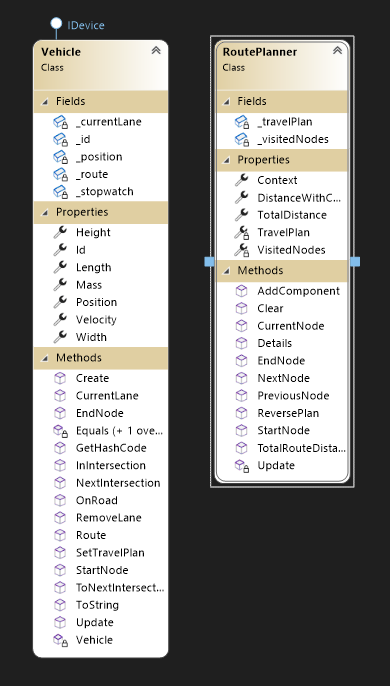 IDevice
Vehicle
Class
Fields
_currentLane
_id
_position
_route
_stopwatch
Properties
Height
Id
Length
Mass
Position
Velocity
Width
Methods
Create
CurrentLane
EndNode
Equals (+ 1 ove...
GetHashCode
InIntersection
NextIntersection
OnRoad
RemoveLane
Route
SetTravelPlan
StartNode
ToNextIntersect...
ToString
Update
Vehicle
RoutePlanner
Class
Fields
_travelPlan
_visitedNodes
Properties
Context
DistanceWithC...
TotalDistance
TravelPlan
VisitedNodes
Methods
AddComponent
Clear
CurrentNode
Details
EndNode
NextNode
PreviousNode
ReversePlan
StartNode
TotalRouteDista...
Update